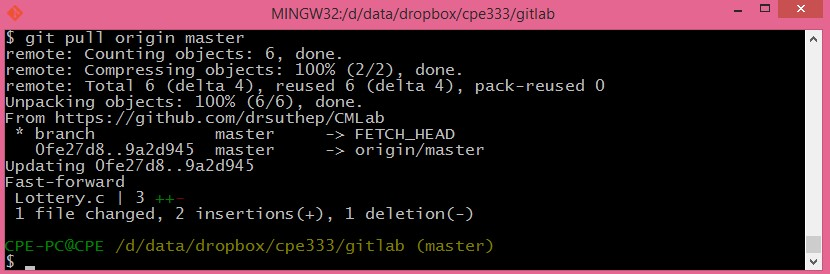 MINGW32:/d/data/dropbox/cpe333/gitlab
$ git pull origin master
remote: Counting objects: 6, done.
remote: Compressing objects: 100% (2/2), done.
remote: Total 6 (delta 4), reused 6 (delta 4), pack-reused 0
Unpacking objects: 100% (6/6), done.
From https://github.com/drsuthep/CMLab
 * branch            master     -> FETCH_HEAD
   0fe27d8..9a2d945  master     -> origin/master
Updating 0fe27d8..9a2d945
Fast-forward
 Lottery.c | 3 ++-
 1 file changed, 2 insertions(+), 1 deletion(-)
CPE-PC@CPE /d/data/dropbox/cpe333/gitlab (master)
$